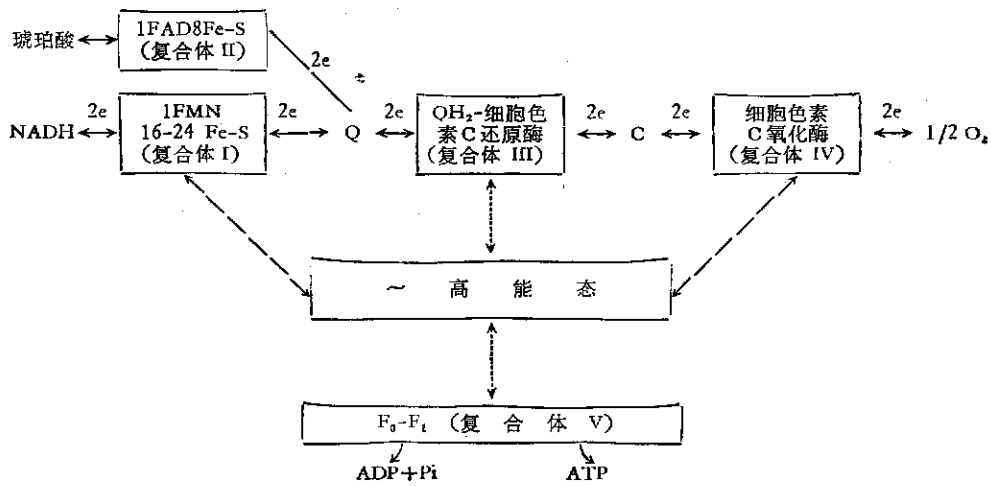 琥珀酸
1FAD8Fe-S
(复合体 II)
2e
NADH
2e
1FMN
16-24 Fe-S
(复合体 I)
2e
Q
2e
QH₂-细胞色
素C还原酶
(复合体 III)
2e
C
2e
细胞色素
C氧化酶
(复合体 IV)
2e
1/2 O₂
～ 高 能 态
F₀-F₁ (复 合 体 V)
ADP+Pi
ATP